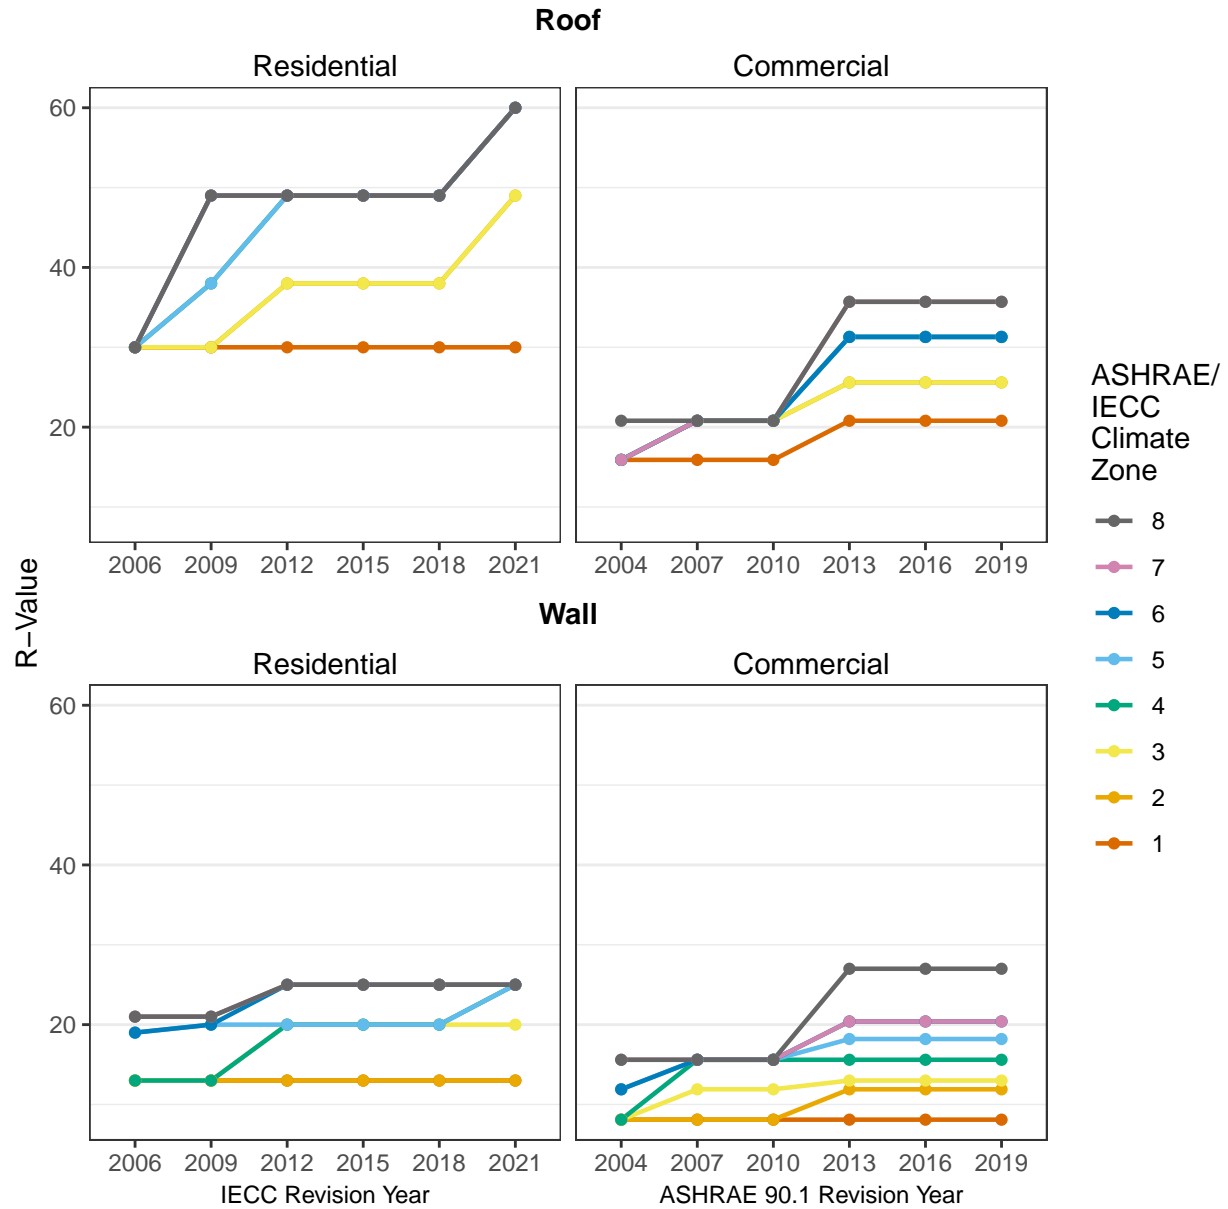 Roof
Residential
Commercial
60
40
20
2006 2009 2012 2015 2018 2021
2004 2007 2010 2013 2016 2019
R−Value
Wall
Residential
Commercial
60
40
20
2006 2009 2012 2015 2018 2021
2004 2007 2010 2013 2016 2019
IECC Revision Year
ASHRAE 90.1 Revision Year
ASHRAE/
IECC
Climate
Zone
8
7
6
5
4
3
2
1